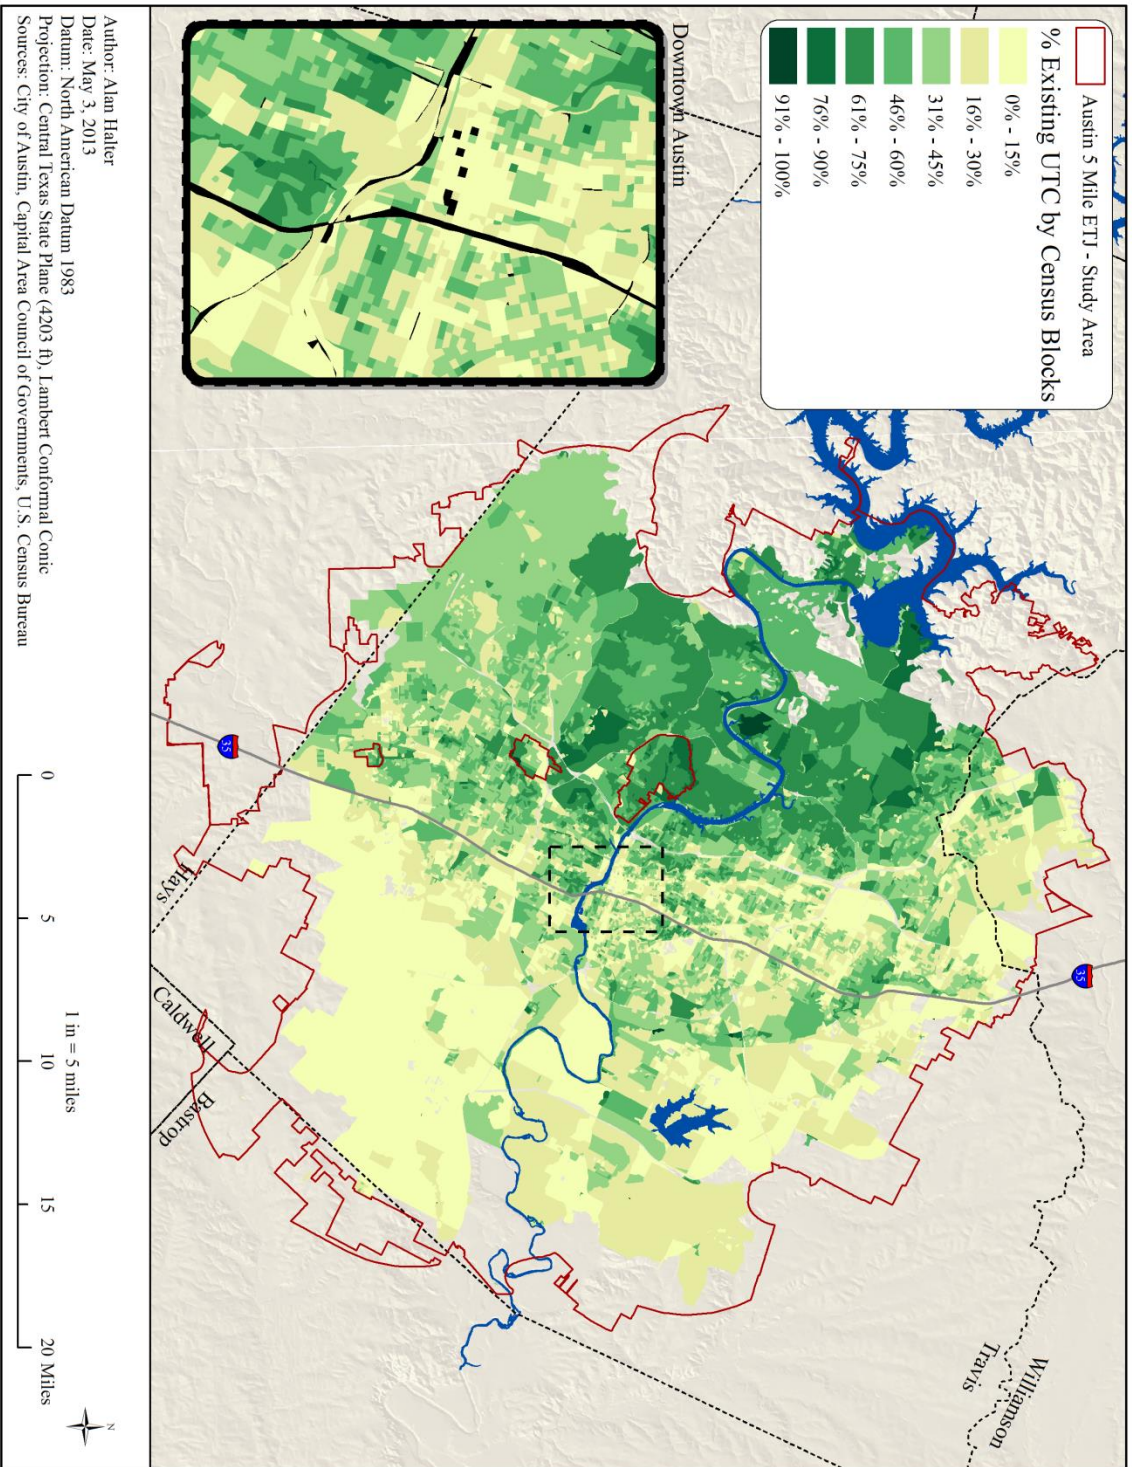 Austin 5 Mile ETJ - Study Area
% Existing UTC by Census Blocks
0% - 15%
16% - 30%
31% - 45%
46% - 60%
61% - 75%
76% - 90%
91% - 100%
Downtown Austin
35
35
Williamson
Travis
Hays
Caldwell
Bastrop
Author: Alan Halter
Date: May 3, 2013
Datum: North American Datum 1983
Projection: Central Texas State Plane (4203 ft), Lambert Conformal Conic
Sources: City of Austin, Capital Area Council of Governments, U.S. Census Bureau
1 in = 5 miles
0 5 10 15 20 Miles
N